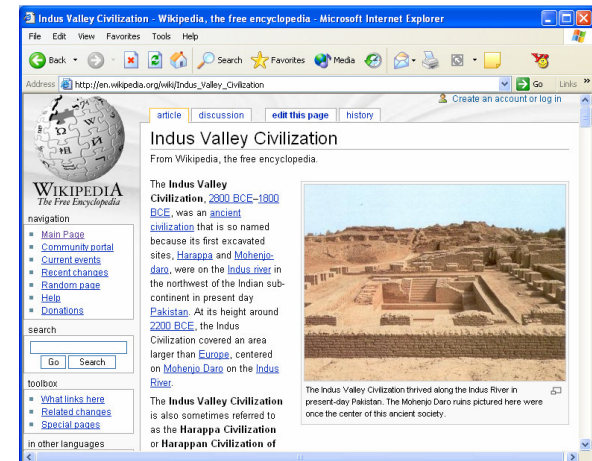 Indus Valley Civilization - Wikipedia, the free encyclopedia - Microsoft Internet Explorer
File Edit View Favorites Tools Help
Back Search Favorites Media
Address http://en.wikipedia.org/wiki/Indus_Valley_Civilization Go Links »
Create an account or log in
article discussion edit this page history
Indus Valley Civilization
From Wikipedia, the free encyclopedia.
The Indus Valley
Civilization, 2800 BCE–1800
BCE, was an ancient
civilization that is so named
because its first excavated
sites, Harappa and Mohenjo-
daro, were on the Indus river in
the northwest of the Indian sub-
continent in present day
Pakistan. At its height around
2200 BCE, the Indus
Civilization covered an area
larger than Europe, centered
on Mohenjo Daro on the Indus
River.
The Indus Valley Civilization
is also sometimes referred to
as the Harappa Civilization
or Harappan Civilization of
The Indus Valley Civilization thrived along the Indus River in
present-day Pakistan. The Mohenjo Daro ruins pictured here were
once the center of this ancient society.
WIKIPEDIA
The Free Encyclopedia
navigation
Main Page
Community portal
Current events
Recent changes
Random page
Help
Donations
search
Go Search
toolbox
What links here
Related changes
Special pages
in other languages